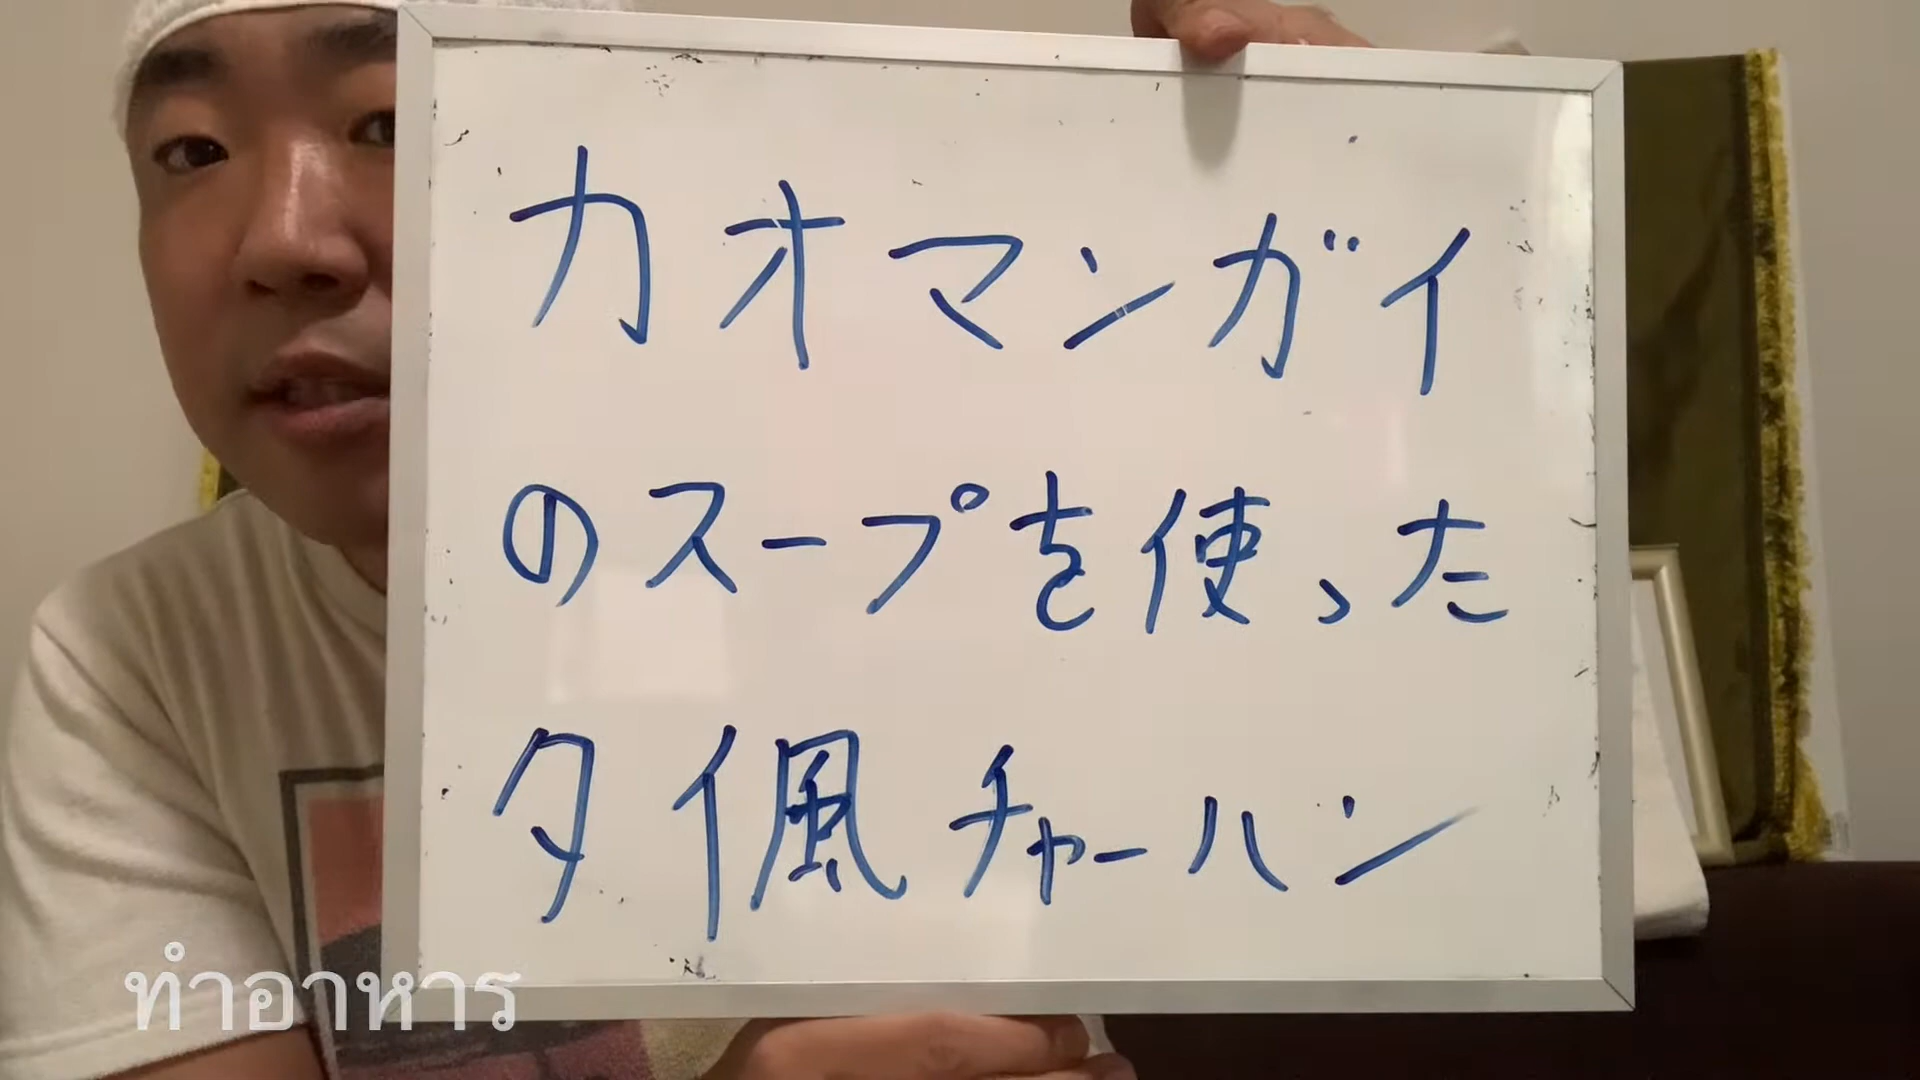 カオマンガイ
のスープを使った
タイ風チャーハン
ทำอาหาร